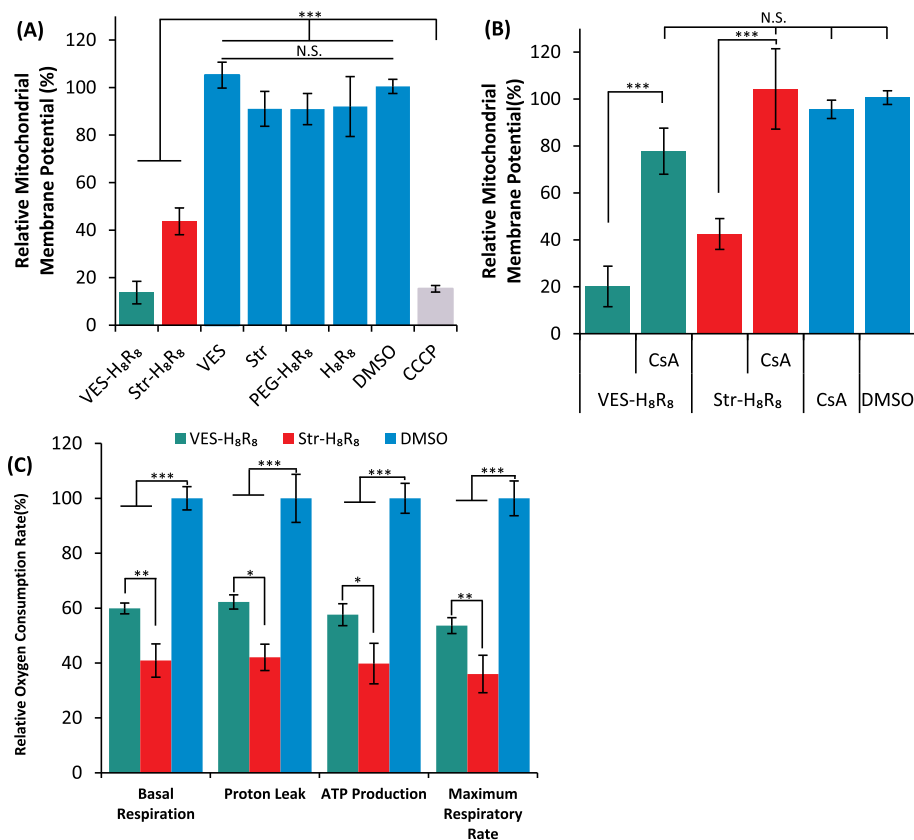 (A)
***
N.S.
Relative Mitochondrial
Membrane Potential (%)
120
100
80
60
40
20
0
VES-H₈R₈
Str-H₈R₈
VES
Str
PEG-H₈R₈
H₈R₈
DMSO
CCCP
(B)
N.S.
***
***
Relative Mitochondrial
Membrane Potential(%)
120
100
80
60
40
20
0
CsA
CsA
VES-H₈R₈
Str-H₈R₈
CsA
DMSO
(C)
VES-H₈R₈
Str-H₈R₈
DMSO
Relative Oxygen Consumption Rate(%)
120
100
80
60
40
20
0
***
***
***
***
**
*
*
**
Basal
Respiration
Proton Leak
ATP Production
Maximum
Respiratory
Rate